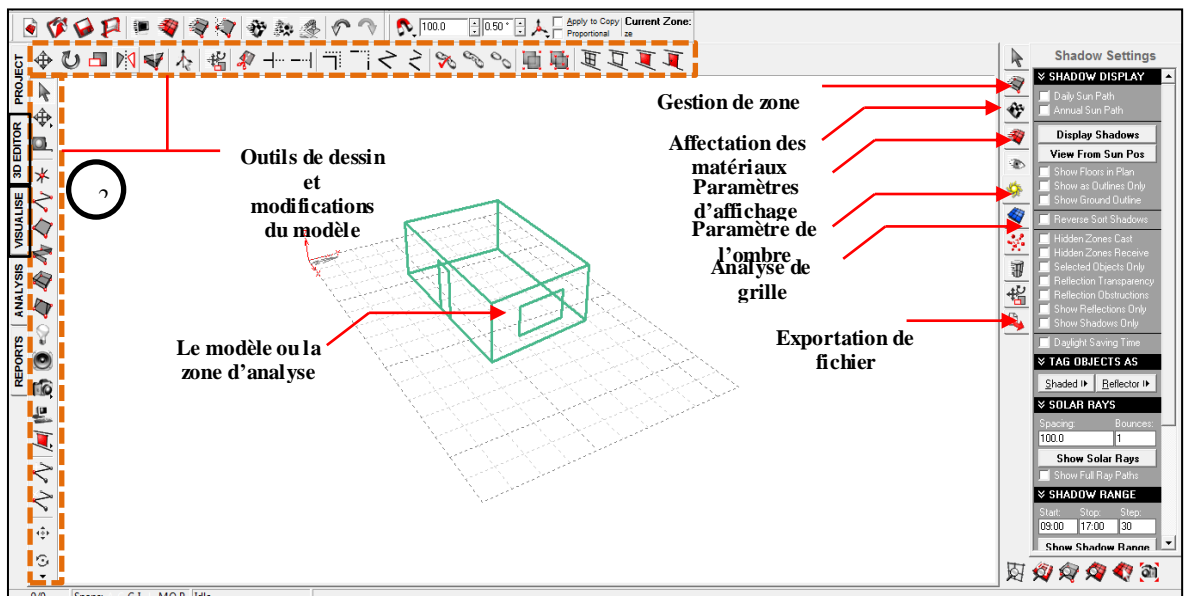 100.0
0.50°
Apply to Copy
Proportional
Current Zone:
ze
PROJECT
3D EDITOR
VISUALISE
ANALYSIS
REPORTS
Outils de dessin
et
modifications
du modèle
Le modèle ou la
zone d'analyse
Gestion de zone
Affectation des
matériaux
Paramètres
d'affichage
Paramètre de
l'ombre
Analyse de
grille
Exportation de
fichier
Shadow Settings
SHADOW DISPLAY
Daily Sun Path
Annual Sun Path
Display Shadows
View From Sun Pos
Show Floors in Plan
Show as Outlines Only
Show Ground Outline
Reverse Sort Shadows
Hidden Zones Cast
Hidden Zones Receive
Selected Objects Only
Reflection Transparency
Reflection Obstructions
Show Reflections Only
Show Shadows Only
Daylight Saving Time
TAG OBJECTS AS
Shaded Reflector
SOLAR RAYS
Spacing: Bounces:
100.0 1
Show Solar Rays
Show Full Ray Paths
SHADOW RANGE
Start: Stop: Step:
09:00 17:00 30
Show Shadow Range